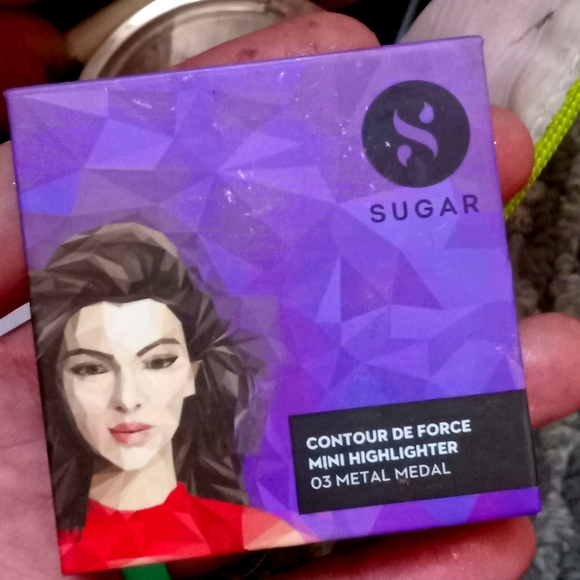 SUGAR
CONTOUR DE FORCE
MINI HIGHLIGHTER
03 METAL MEDAL